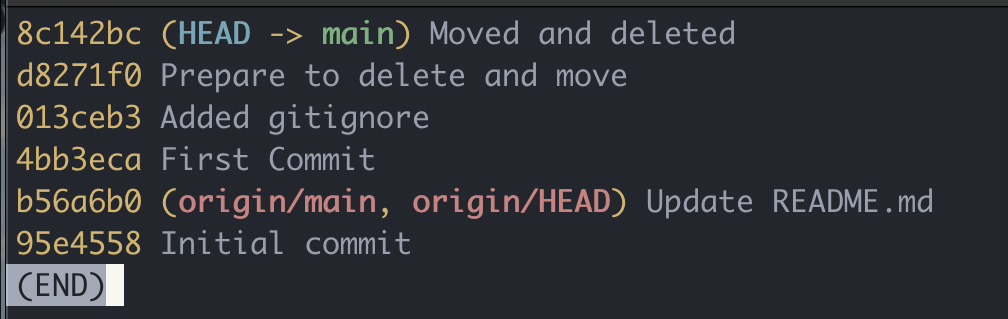 8c142bc (HEAD -> main) Moved and deleted
d8271f0 Prepare to delete and move
013ceb3 Added gitignore
4bb3eca First Commit
b56a6b0 (origin/main, origin/HEAD) Update README.md
95e4558 Initial commit
(END)